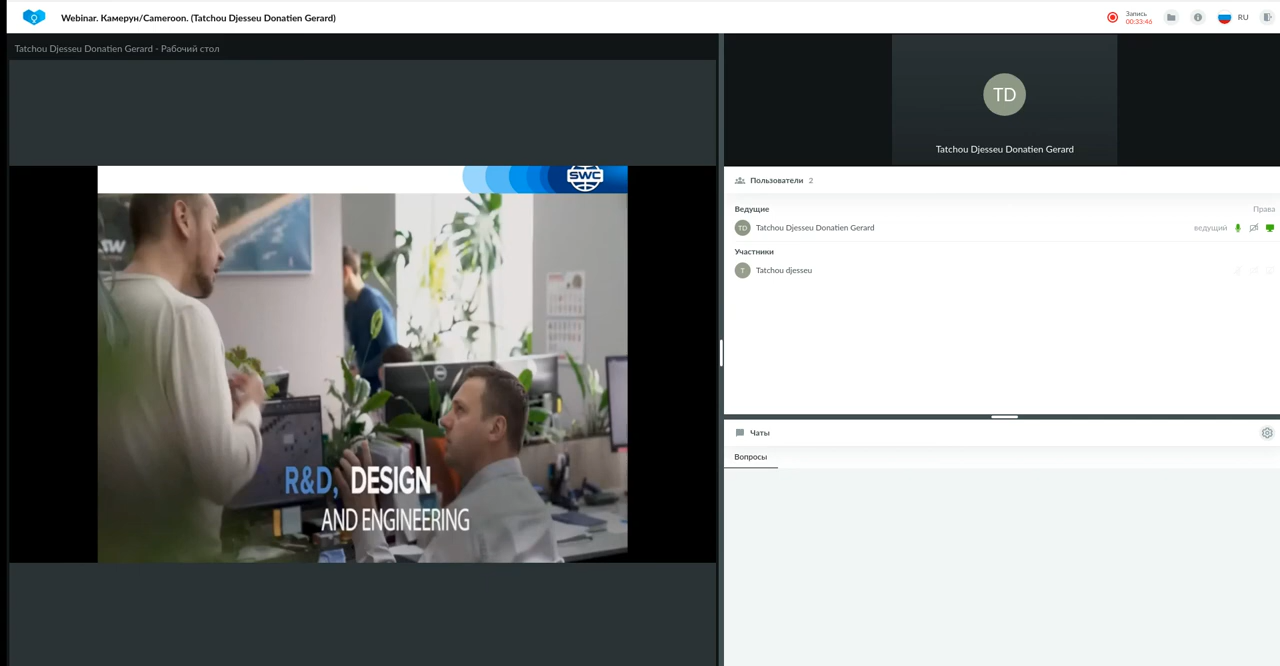 Webinar. Камерун/Cameroon. (Tatchou Djesseu Donatien Gerard)
Запись
00:33:46
RU
Tatchou Djesseu Donatien Gerard - Рабочий стол
SWC
SW
R&D, DESIGN
AND ENGINEERING
TD
Tatchou Djesseu Donatien Gerard
Пользователи 2
Ведущие Права
TD Tatchou Djesseu Donatien Gerard ведущий
Участники
T Tatchou djesseu
Чаты
Вопросы